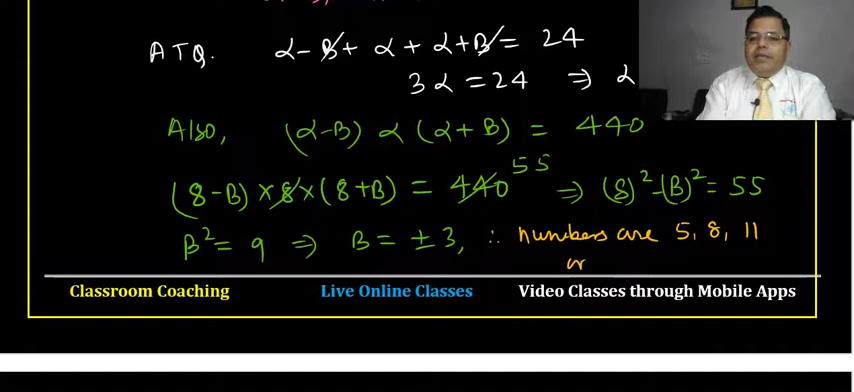 ATQ. α - β + α + α + β = 24
3α = 24 ⇒ α
Also, (α - β) α (α + β) = 440
(8 - β) × 8 × (8 + β) = 440 55 ⇒ (8)² - (β)² = 55
β² = 9 ⇒ β = ± 3, ∴ numbers are 5, 8, 11
or
Classroom Coaching Live Online Classes Video Classes through Mobile Apps